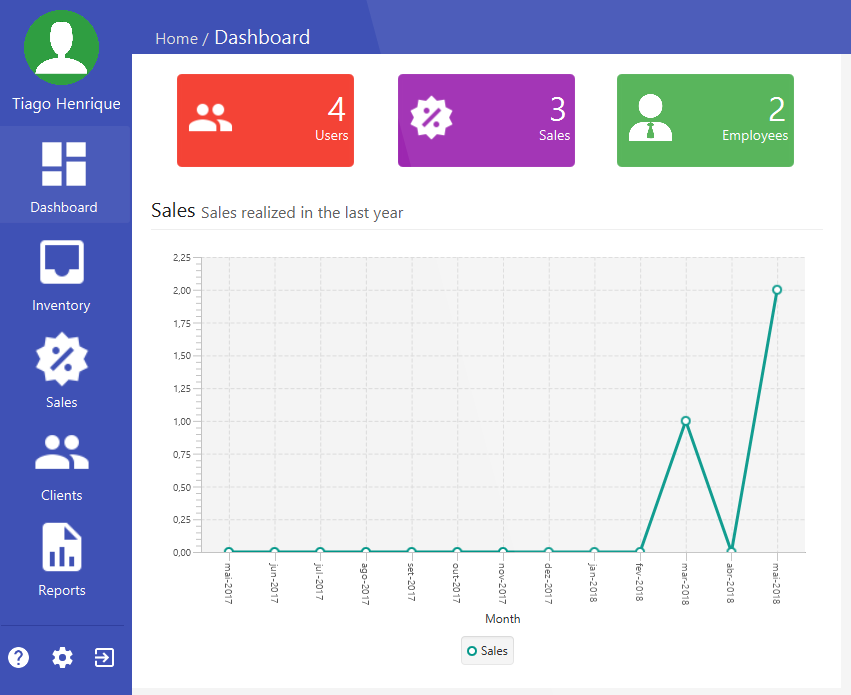 Tiago Henrique
Dashboard
Inventory
Sales
Clients
Reports
?
Home / Dashboard
4
Users
3
Sales
2
Employees
Sales Sales realized in the last year
2,25
2,00
1,75
1,50
1,25
1,00
0,75
0,50
0,25
0,00
mai-2017
jun-2017
jul-2017
ago-2017
set-2017
out-2017
nov-2017
dez-2017
jan-2018
fev-2018
mar-2018
abr-2018
mai-2018
Month
Sales